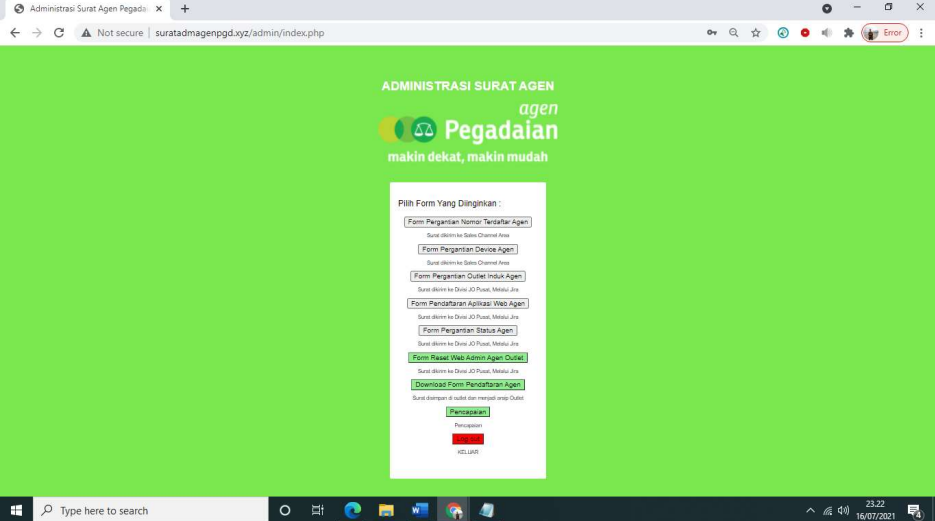 Administrasi Surat Agen Pegadai
Not secure | suratadmagenpgd.xyz/admin/index.php
Error
ADMINISTRASI SURAT AGEN
agen
Pegadaian
makin dekat, makin mudah
Pilih Form Yang Diinginkan :
Form Pergantian Nomor Terdaftar Agen
Surat dikirim ke Sales Channel Area
Form Pergantian Device Agen
Surat dikirim ke Sales Channel Area
Form Pergantian Outlet Induk Agen
Surat dikirim ke Divisi JO Pusat, Melalui Jira
Form Pendaftaran Aplikasi Web Agen
Surat dikirim ke Divisi JO Pusat, Melalui Jira
Form Pergantian Status Agen
Surat dikirim ke Divisi JO Pusat, Melalui Jira
Form Reset Web Admin Agen Outlet
Surat dikirim ke Divisi JO Pusat, Melalui Jira
Download Form Pendaftaran Agen
Surat disimpan di outlet dan menjadi arsip Outlet
Pencapaian
Pencapaian
Log out
KELUAR
Type here to search
23.22
16/07/2021
4